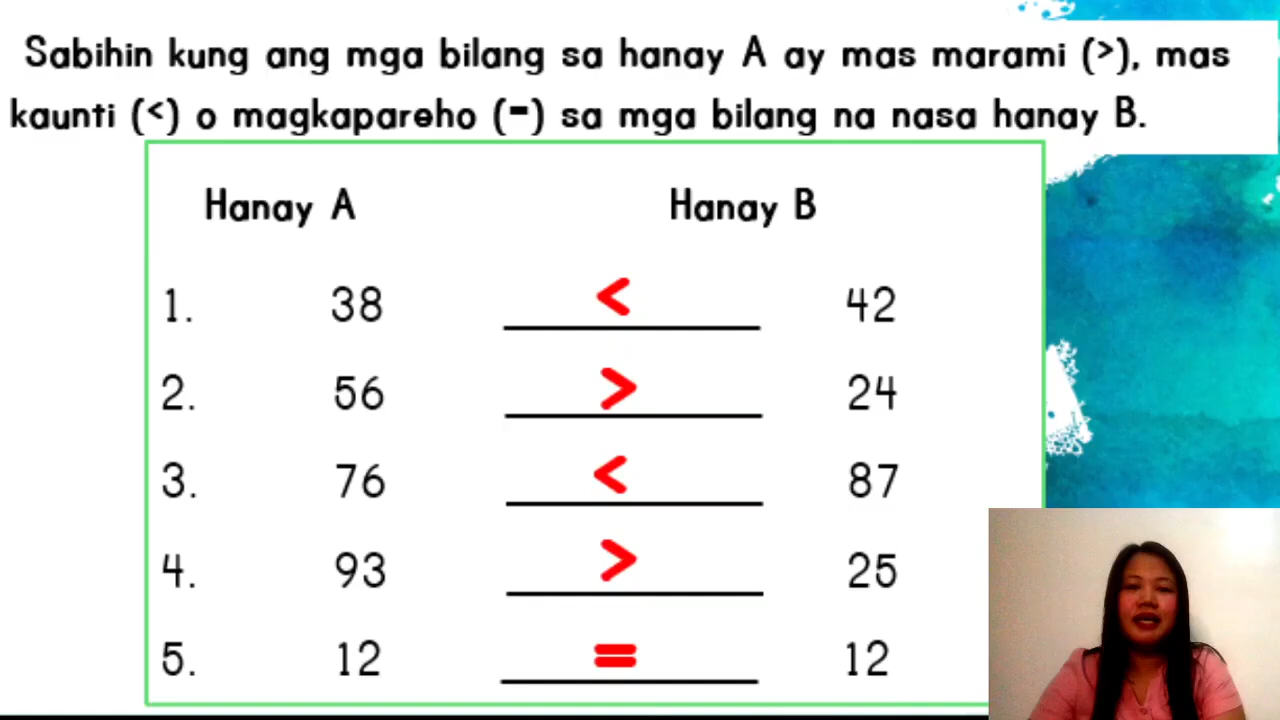 Sabihin kung ang mga bilang sa hanay A ay mas marami (>), mas
kaunti (<) o magkapareho (=) sa mga bilang na nasa hanay B.
Hanay A Hanay B
1. 38 < 42
2. 56 > 24
3. 76 < 87
4. 93 > 25
5. 12 = 12